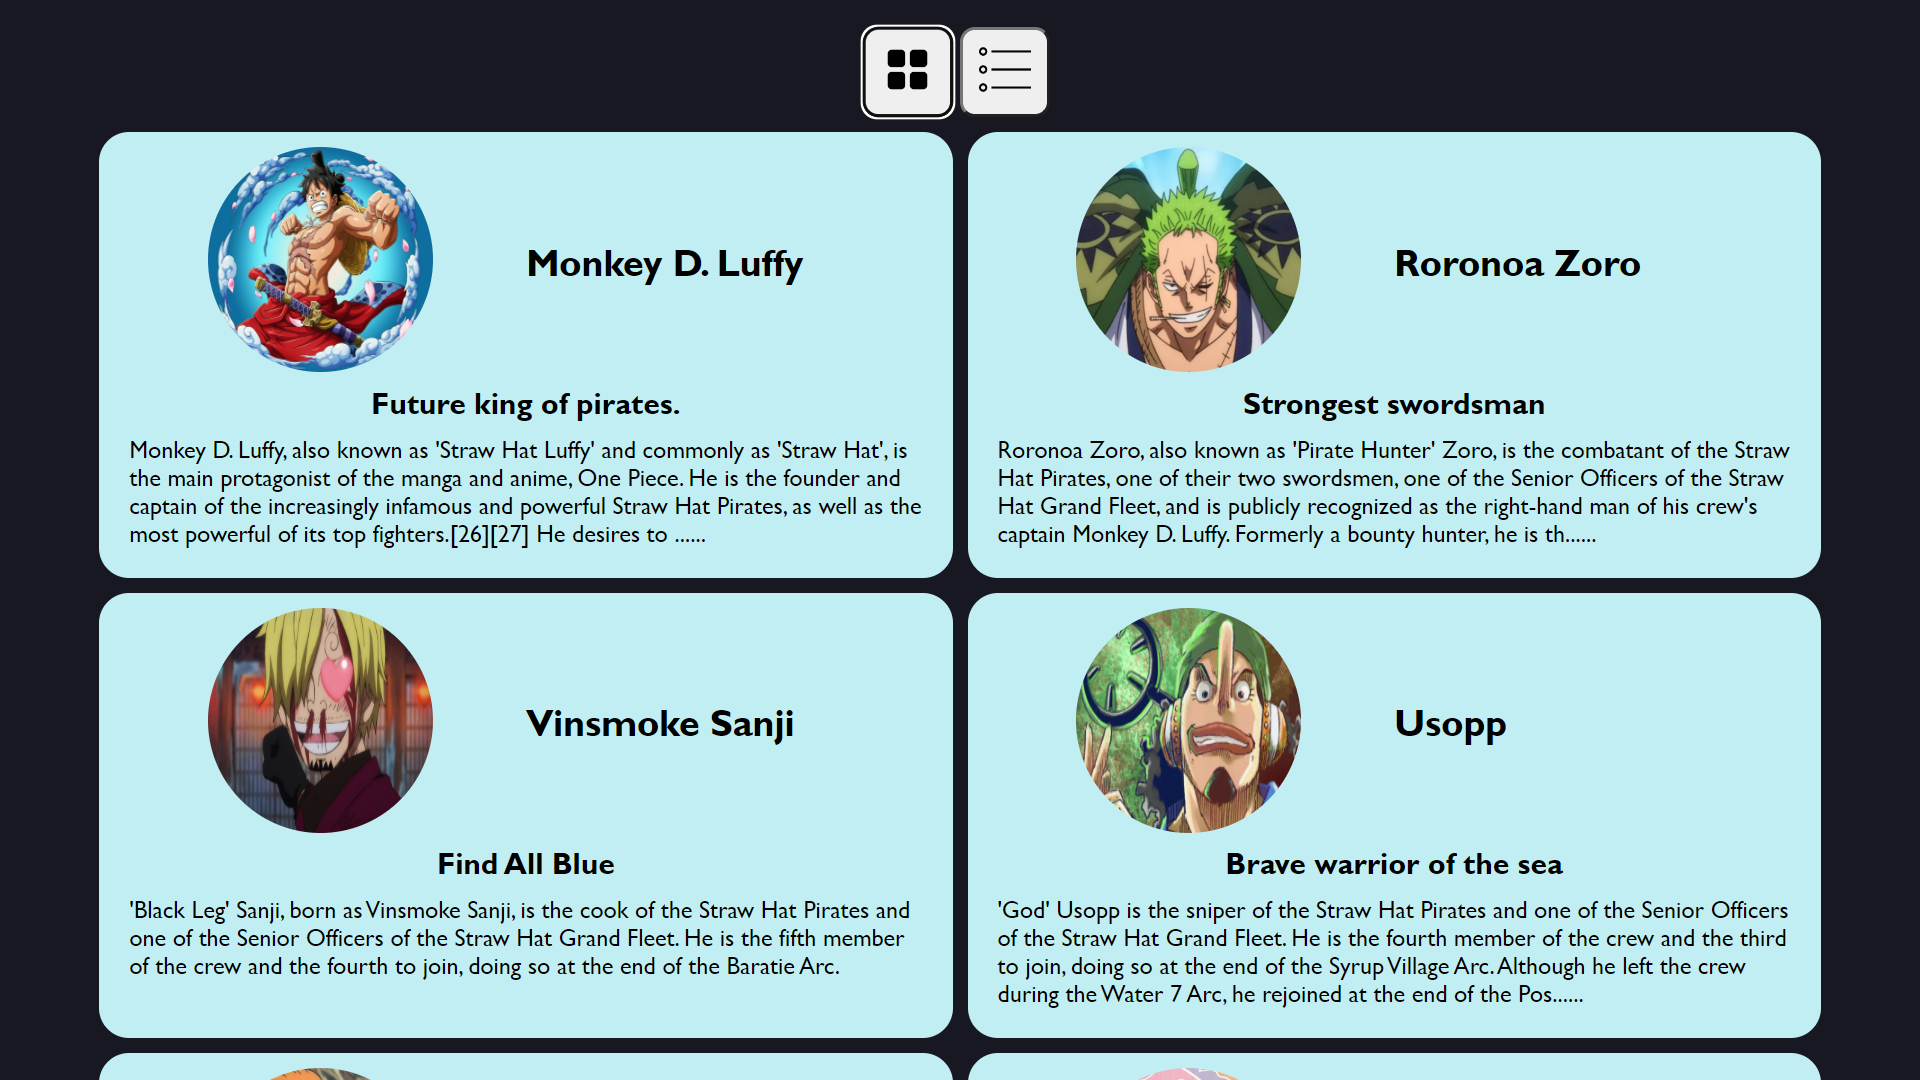 Monkey D. Luffy
Future king of pirates.
Monkey D. Luffy, also known as 'Straw Hat Luffy' and commonly as 'Straw Hat', is
the main protagonist of the manga and anime, One Piece. He is the founder and
captain of the increasingly infamous and powerful Straw Hat Pirates, as well as the
most powerful of its top fighters.[26][27] He desires to ......
Roronoa Zoro
Strongest swordsman
Roronoa Zoro, also known as 'Pirate Hunter' Zoro, is the combatant of the Straw
Hat Pirates, one of their two swordsmen, one of the Senior Officers of the Straw
Hat Grand Fleet, and is publicly recognized as the right-hand man of his crew's
captain Monkey D. Luffy. Formerly a bounty hunter, he is th......
Vinsmoke Sanji
Find All Blue
'Black Leg' Sanji, born as Vinsmoke Sanji, is the cook of the Straw Hat Pirates and
one of the Senior Officers of the Straw Hat Grand Fleet. He is the fifth member
of the crew and the fourth to join, doing so at the end of the Baratie Arc.
Usopp
Brave warrior of the sea
'God' Usopp is the sniper of the Straw Hat Pirates and one of the Senior Officers
of the Straw Hat Grand Fleet. He is the fourth member of the crew and the third
to join, doing so at the end of the Syrup Village Arc. Although he left the crew
during the Water 7 Arc, he rejoined at the end of the Pos......